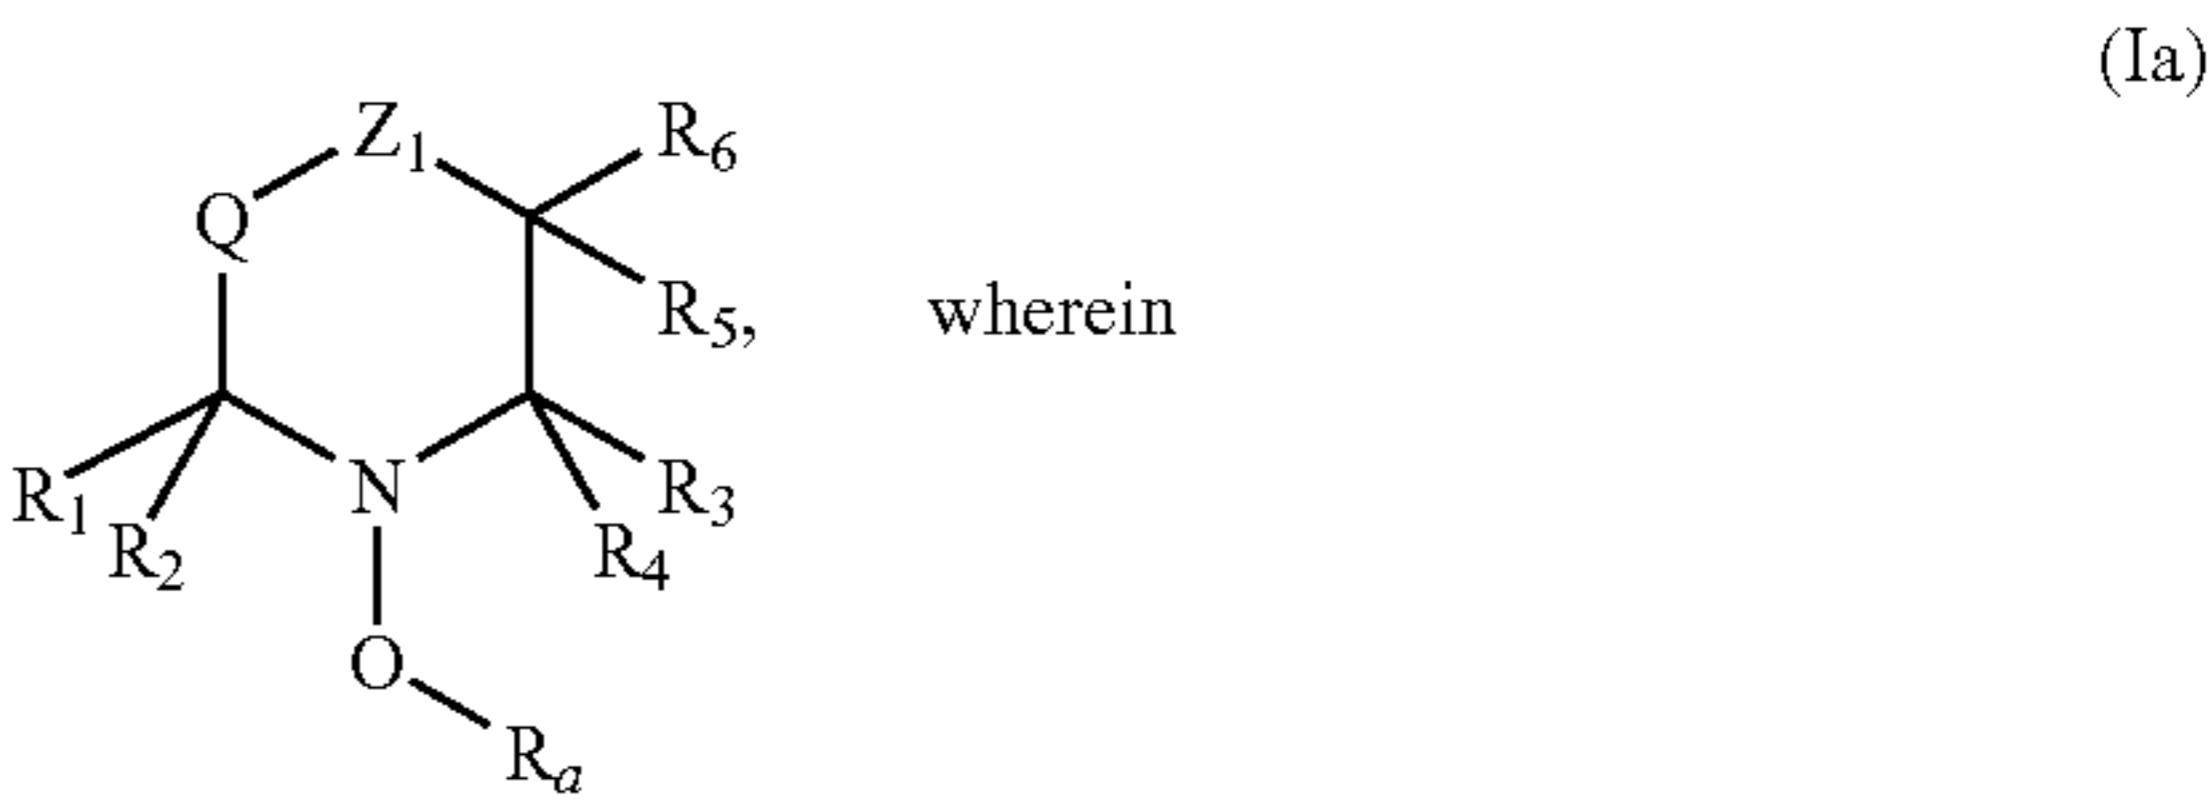 (Ia)
Z1 R6
Q
R5, wherein
R1 N R3
R2 R4
O
Ra